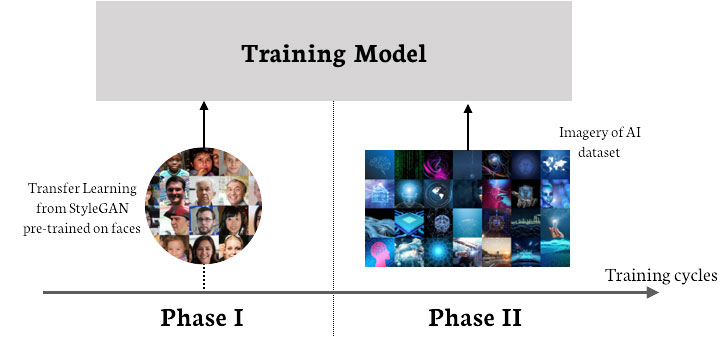 Training Model
Imagery of AI
dataset
Transfer Learning
from StyleGAN
pre-trained on faces
Training cycles
Phase I
Phase II